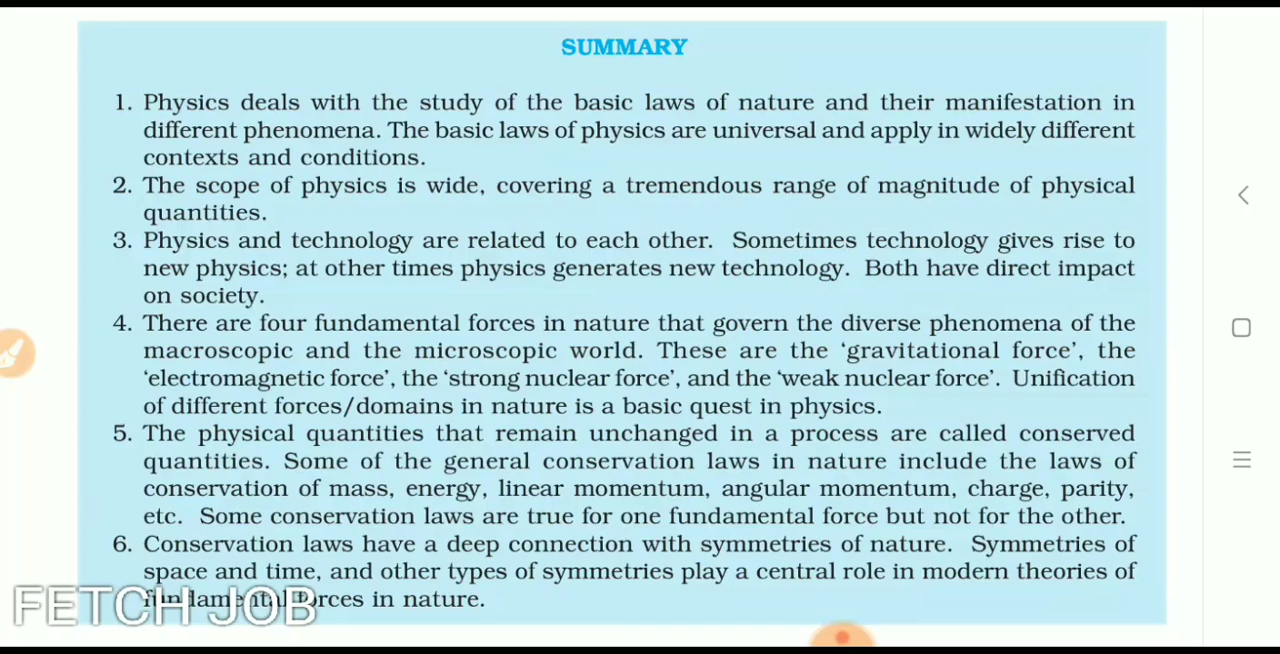 SUMMARY
1. Physics deals with the study of the basic laws of nature and their manifestation in
different phenomena. The basic laws of physics are universal and apply in widely different
contexts and conditions.
2. The scope of physics is wide, covering a tremendous range of magnitude of physical
quantities.
3. Physics and technology are related to each other. Sometimes technology gives rise to
new physics; at other times physics generates new technology. Both have direct impact
on society.
4. There are four fundamental forces in nature that govern the diverse phenomena of the
macroscopic and the microscopic world. These are the ‘gravitational force’, the
‘electromagnetic force’, the ‘strong nuclear force’, and the ‘weak nuclear force’. Unification
of different forces/domains in nature is a basic quest in physics.
5. The physical quantities that remain unchanged in a process are called conserved
quantities. Some of the general conservation laws in nature include the laws of
conservation of mass, energy, linear momentum, angular momentum, charge, parity,
etc. Some conservation laws are true for one fundamental force but not for the other.
6. Conservation laws have a deep connection with symmetries of nature. Symmetries of
space and time, and other types of symmetries play a central role in modern theories of
fundamental forces in nature.
FETCH JOB